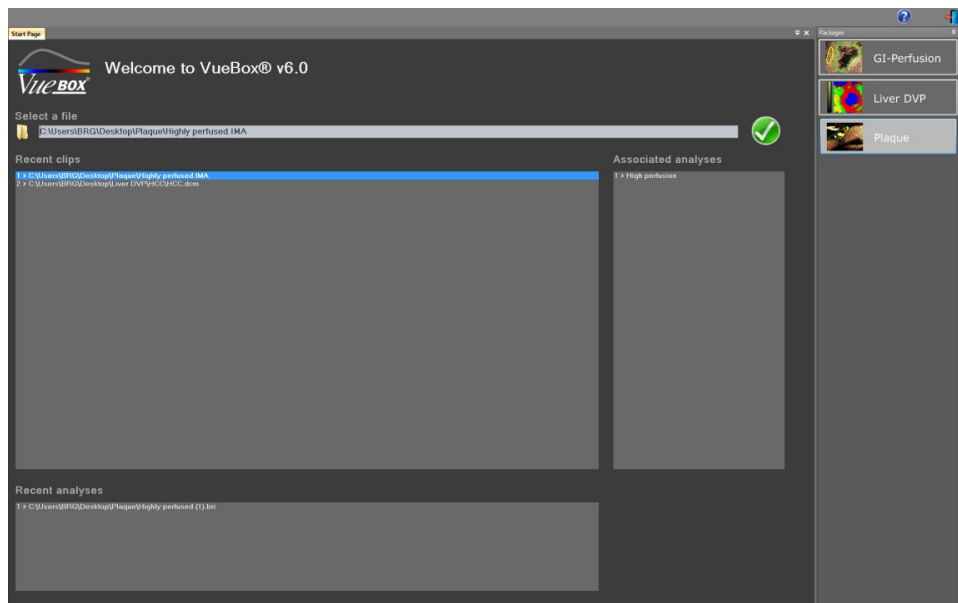 ?
Start Page
Packages
VUEBOX
Welcome to VueBox® v6.0
Select a file
C:\Users\BRG\Desktop\Plaque\Highly perfused.IMA
Recent clips
1 > C:\Users\BRG\Desktop\Plaque\Highly perfused.IMA
2 > C:\Users\BRG\Desktop\Liver DVP\HCC\HCC.dcm
Associated analyses
1 > High perfusion
Recent analyses
1 > C:\Users\BRG\Desktop\Plaque\Highly perfused (1).bri
GI-Perfusion
Liver DVP
Plaque